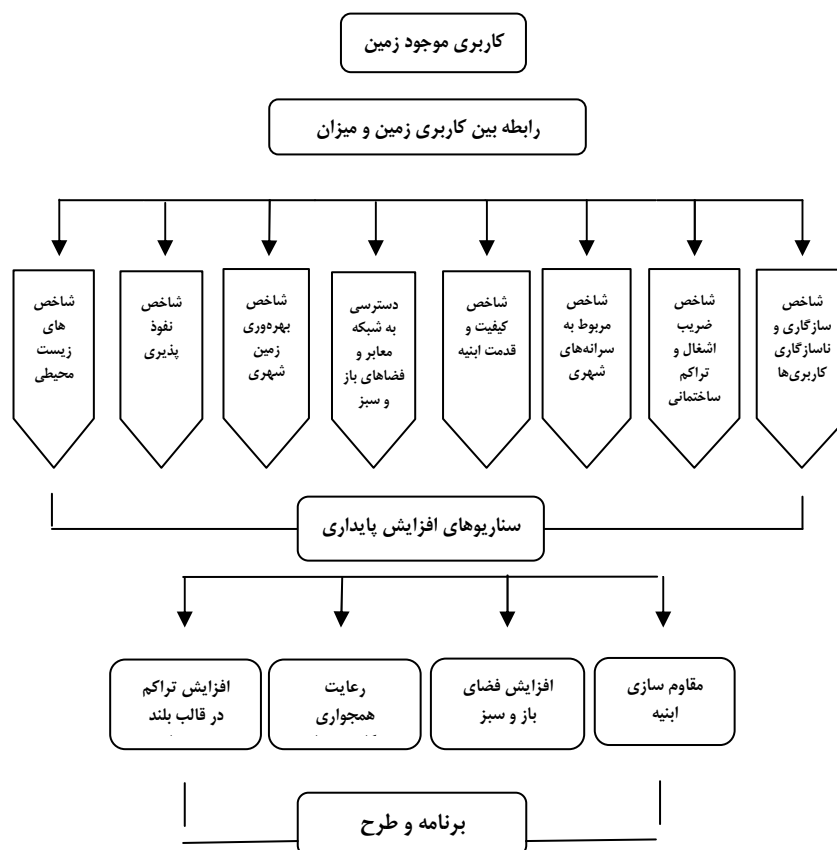 کاربری موجود زمین
رابطه بین کاربری زمین و میزان
شاخص
سازگاری و
ناسازگاری
کاربری‌ها
شاخص
ضریب
اشغال و
تراکم
ساختمانی
شاخص
مربوط به
سرانه‌های
شهری
شاخص
کیفیت و
قدمت ابنیه
دسترسی
به شبکه
معابر و
فضاهای باز
و سبز
شاخص
بهره‌وری
زمین
شهری
شاخص
نفوذ
پذیری
شاخص
های
زیست
محیطی
سناریوهای افزایش پایداری
مقاوم سازی
ابنیه
افزایش فضای
باز و سبز
رعایت
همجواری
افزایش تراکم
در قالب بلند
برنامه و طرح